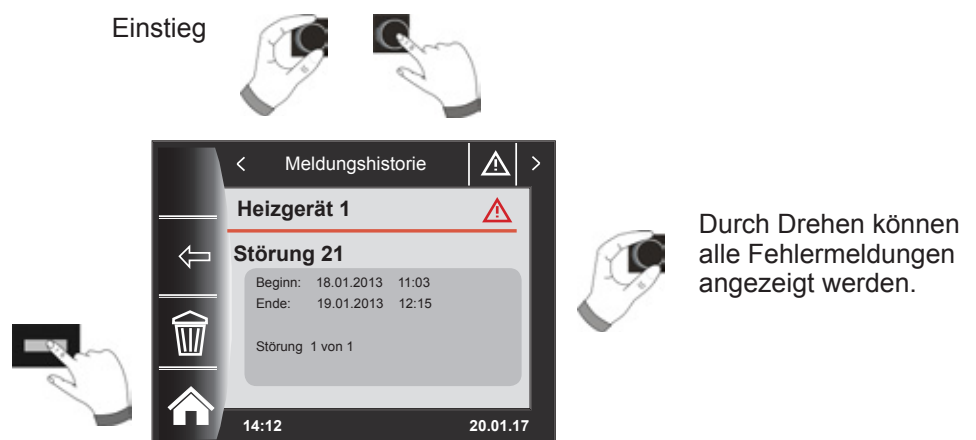 Einstieg
Meldungshistorie
Heizgerät 1
Störung 21
Beginn: 18.01.2013 11:03
Ende: 19.01.2013 12:15
Störung 1 von 1
14:12 20.01.17
Durch Drehen können
alle Fehlermeldungen
angezeigt werden.